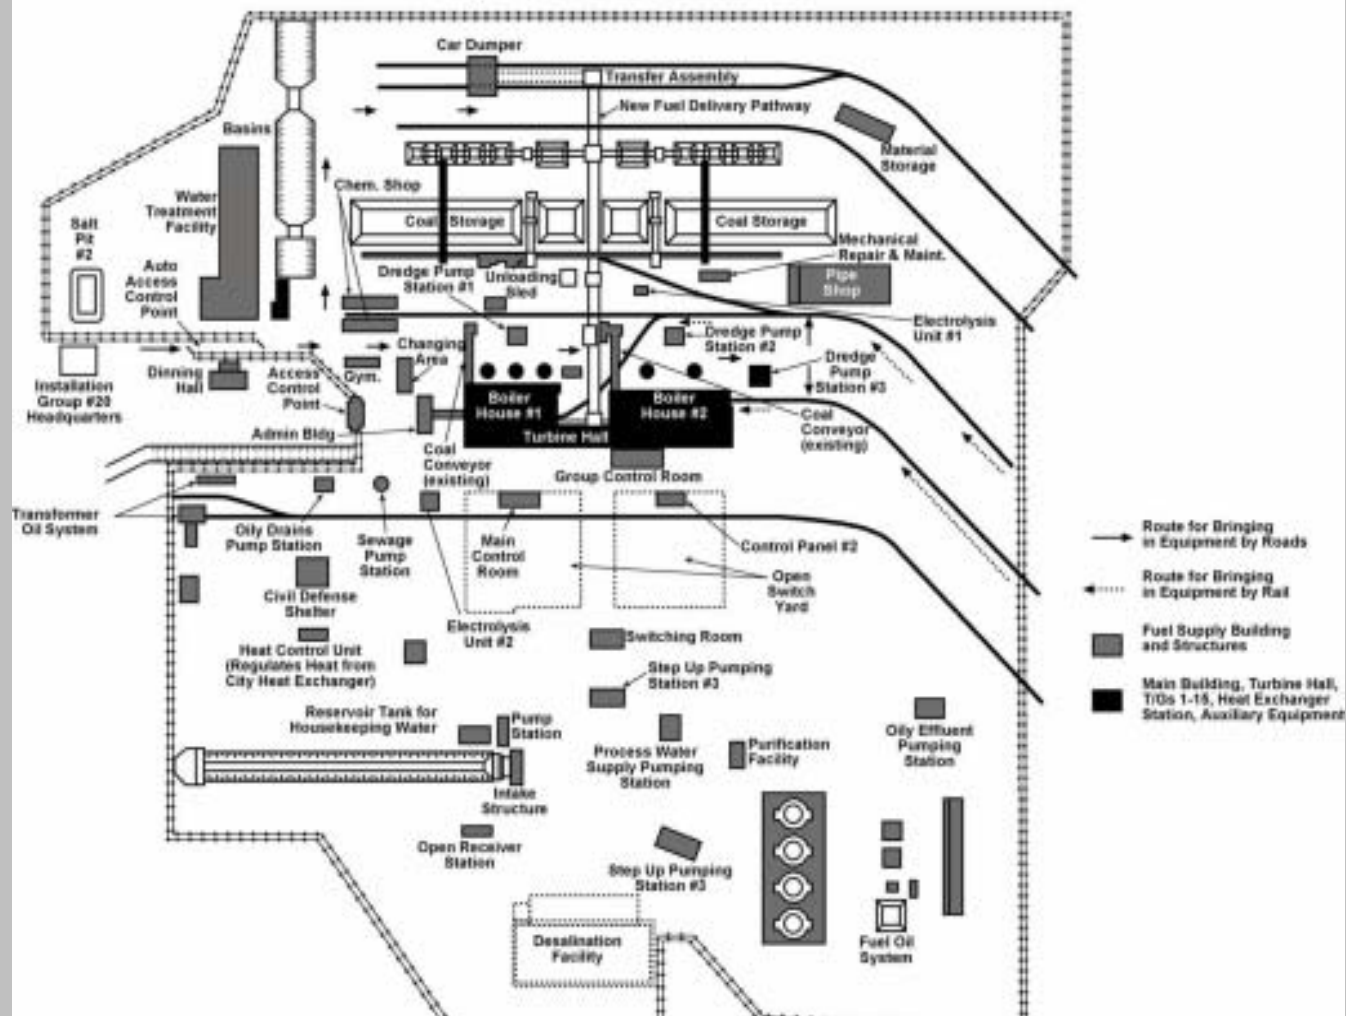 Car Dumper
Transfer Assembly
New Fuel Delivery Pathway
Material
Storage
Basins
Chem. Shop
Water
Treatment
Facility
Coal Storage
Coal Storage
Salt
Pit
#2
Mechanical
Repair & Maint.
Auto
Access
Control
Point
Dredge Pump
Station #1
Unloading
Sled
Pipe
Shop
Electrolysis
Unit #1
Dredge Pump
Station #2
Changing
Area
Dredge
Pump
Station #3
Dinning
Hall
Access
Control
Point
Gym.
Installation
Group #20
Headquarters
Boiler
House #1
Boiler
House #2
Coal
Conveyor
(existing)
Admin Bldg
Turbine Hall
Coal
Conveyor
(existing)
Group Control Room
Transformer
Oil System
Oily Drains
Pump Station
Sewage
Pump
Station
Main
Control
Room
Control Panel #2
Open
Switch
Yard
Route for Bringing
in Equipment by Roads
Route for Bringing
in Equipment by Rail
Fuel Supply Building
and Structures
Main Building, Turbine Hall,
T/Gs 1-15, Heat Exchanger
Station, Auxiliary Equipment
Civil Defense
Shelter
Electrolysis
Unit #2
Switching Room
Heat Control Unit
(Regulates Heat from
City Heat Exchanger)
Step Up Pumping
Station #3
Reservoir Tank for
Housekeeping Water
Pump
Station
Process Water
Supply Pumping
Station
Purification
Facility
Oily Effluent
Pumping
Station
Intake
Structure
Open Receiver
Station
Step Up Pumping
Station #3
Desalination
Facility
Fuel Oil
System